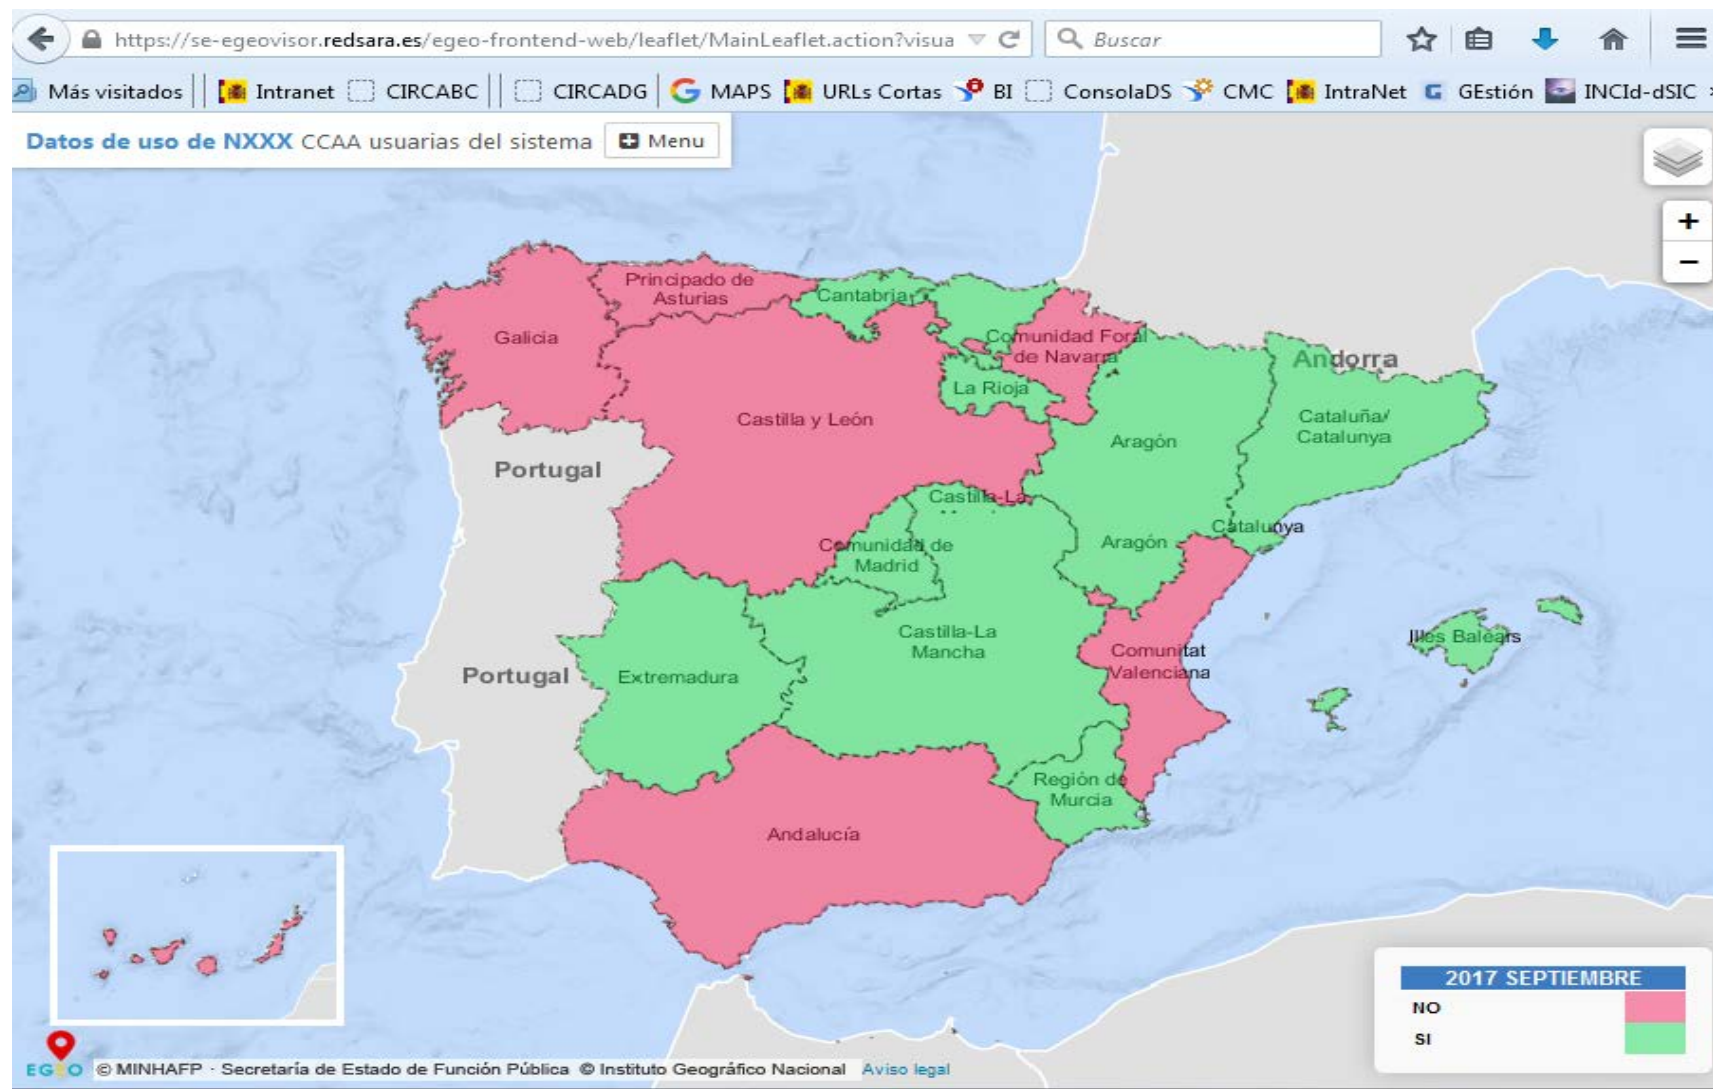 https://se-egeovisor.redsara.es/egeo-frontend-web/leaflet/MainLeaflet.action?visua
Buscar
Más visitados
Intranet
CIRCABC
CIRCADG
MAPS
URLs Cortas
BI
ConsolaDS
CMC
IntraNet
GEstión
INCId-dSIC
Datos de uso de NXXX CCAA usuarias del sistema
Menu
+
−
Principado de
Asturias
Cantabria
Galicia
Comunidad Foral
de Navarra
Andorra
La Rioja
Castilla y León
Cataluña/
Catalunya
Aragón
Portugal
Castilla-La
Catalunya
Comunidad de
Madrid
Aragón
Castilla-La
Mancha
Illes Balears
Comunitat
Valenciana
Portugal
Extremadura
Región de
Murcia
Andalucía
2017 SEPTIEMBRE
NO
SI
EGEO
© MINHAFP · Secretaría de Estado de Función Pública © Instituto Geográfico Nacional Aviso legal